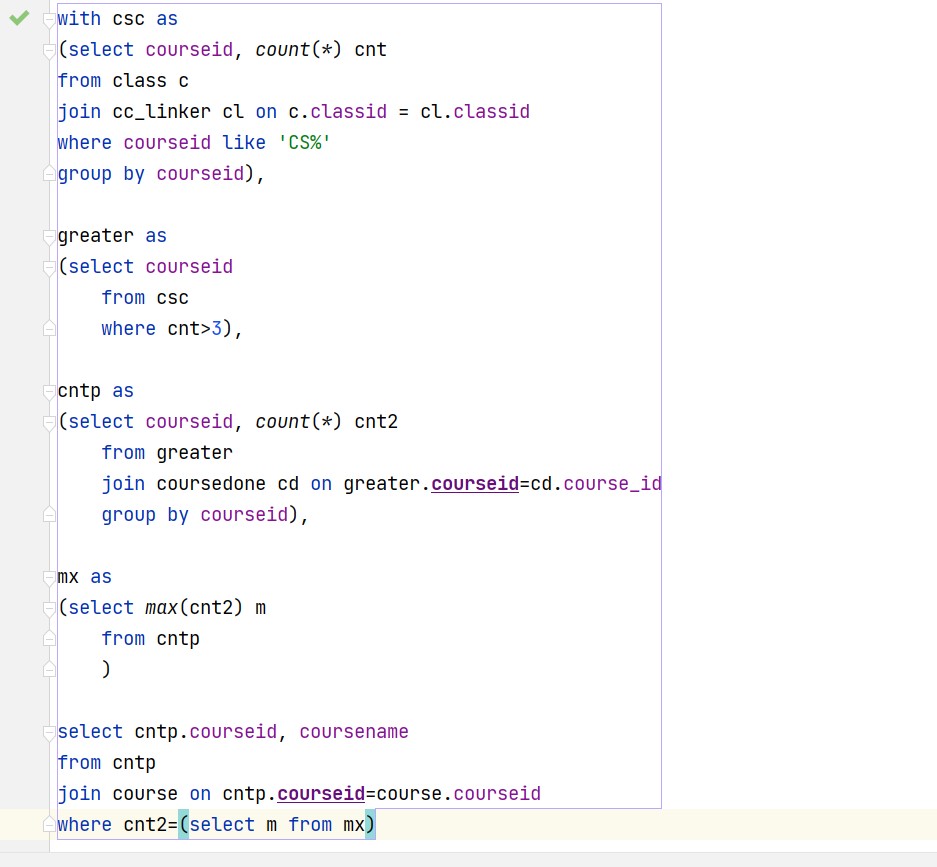 with csc as
(select courseid, count(*) cnt
from class c
join cc_linker cl on c.classid = cl.classid
where courseid like 'CS%'
group by courseid),

greater as
(select courseid
    from csc
    where cnt>3),

cntp as
(select courseid, count(*) cnt2
    from greater
    join coursedone cd on greater.courseid=cd.course_id
    group by courseid),

mx as
(select max(cnt2) m
    from cntp
    )

select cntp.courseid, coursename
from cntp
join course on cntp.courseid=course.courseid
where cnt2=(select m from mx)